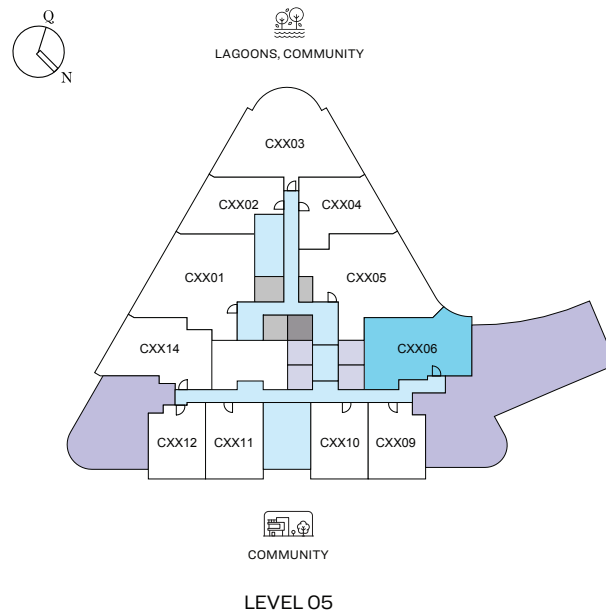 Q
N
LAGOONS, COMMUNITY
CXX03
CXX02
CXX04
CXX01
CXX05
CXX14
CXX06
CXX12
CXX11
CXX10
CXX09
COMMUNITY
LEVEL 05